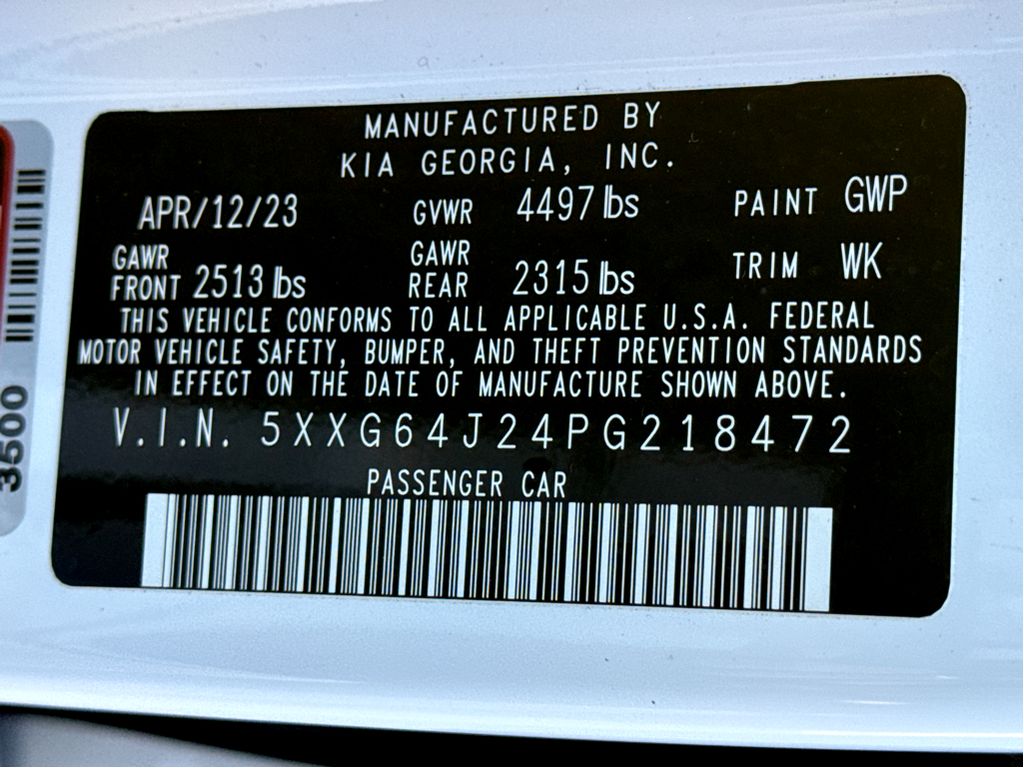 MANUFACTURED BY
KIA GEORGIA, INC.
APR/12/23 GVWR 4497 lbs PAINT GWP
GAWR FRONT 2513 lbs GAWR REAR 2315 lbs TRIM WK
THIS VEHICLE CONFORMS TO ALL APPLICABLE U.S.A. FEDERAL
MOTOR VEHICLE SAFETY, BUMPER, AND THEFT PREVENTION STANDARDS
IN EFFECT ON THE DATE OF MANUFACTURE SHOWN ABOVE.
V.I.N. 5XXG64J24PG218472
PASSENGER CAR
3500